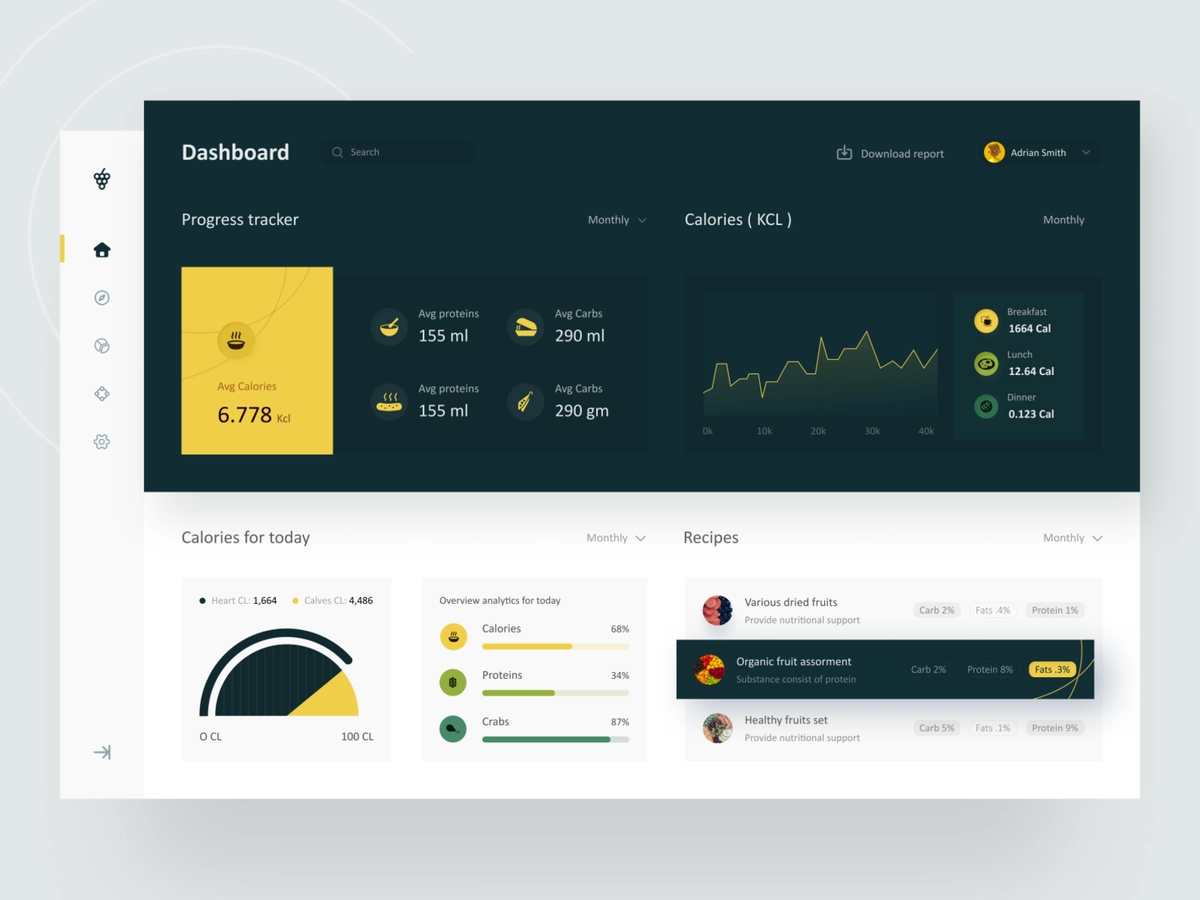 Dashboard
Search
Download report
Adrian Smith
Progress tracker
Monthly
Calories ( KCL )
Monthly
Avg Calories
6.778 Kcl
Avg proteins
155 ml
Avg Carbs
290 ml
Avg proteins
155 ml
Avg Carbs
290 gm
0k 10k 20k 30k 40k
Breakfast
1664 Cal
Lunch
12.64 Cal
Dinner
0.123 Cal
Calories for today
Monthly
Recipes
Monthly
Heart CL: 1,664
Calves CL: 4,486
O CL
100 CL
Overview analytics for today
Calories 68%
Proteins 34%
Crabs 87%
Various dried fruits
Provide nutritional support
Carb 2% Fats .4% Protein 1%
Organic fruit assorment
Substance consist of protein
Carb 2% Protein 8% Fats .3%
Healthy fruits set
Provide nutritional support
Carb 5% Fats .1% Protein 9%